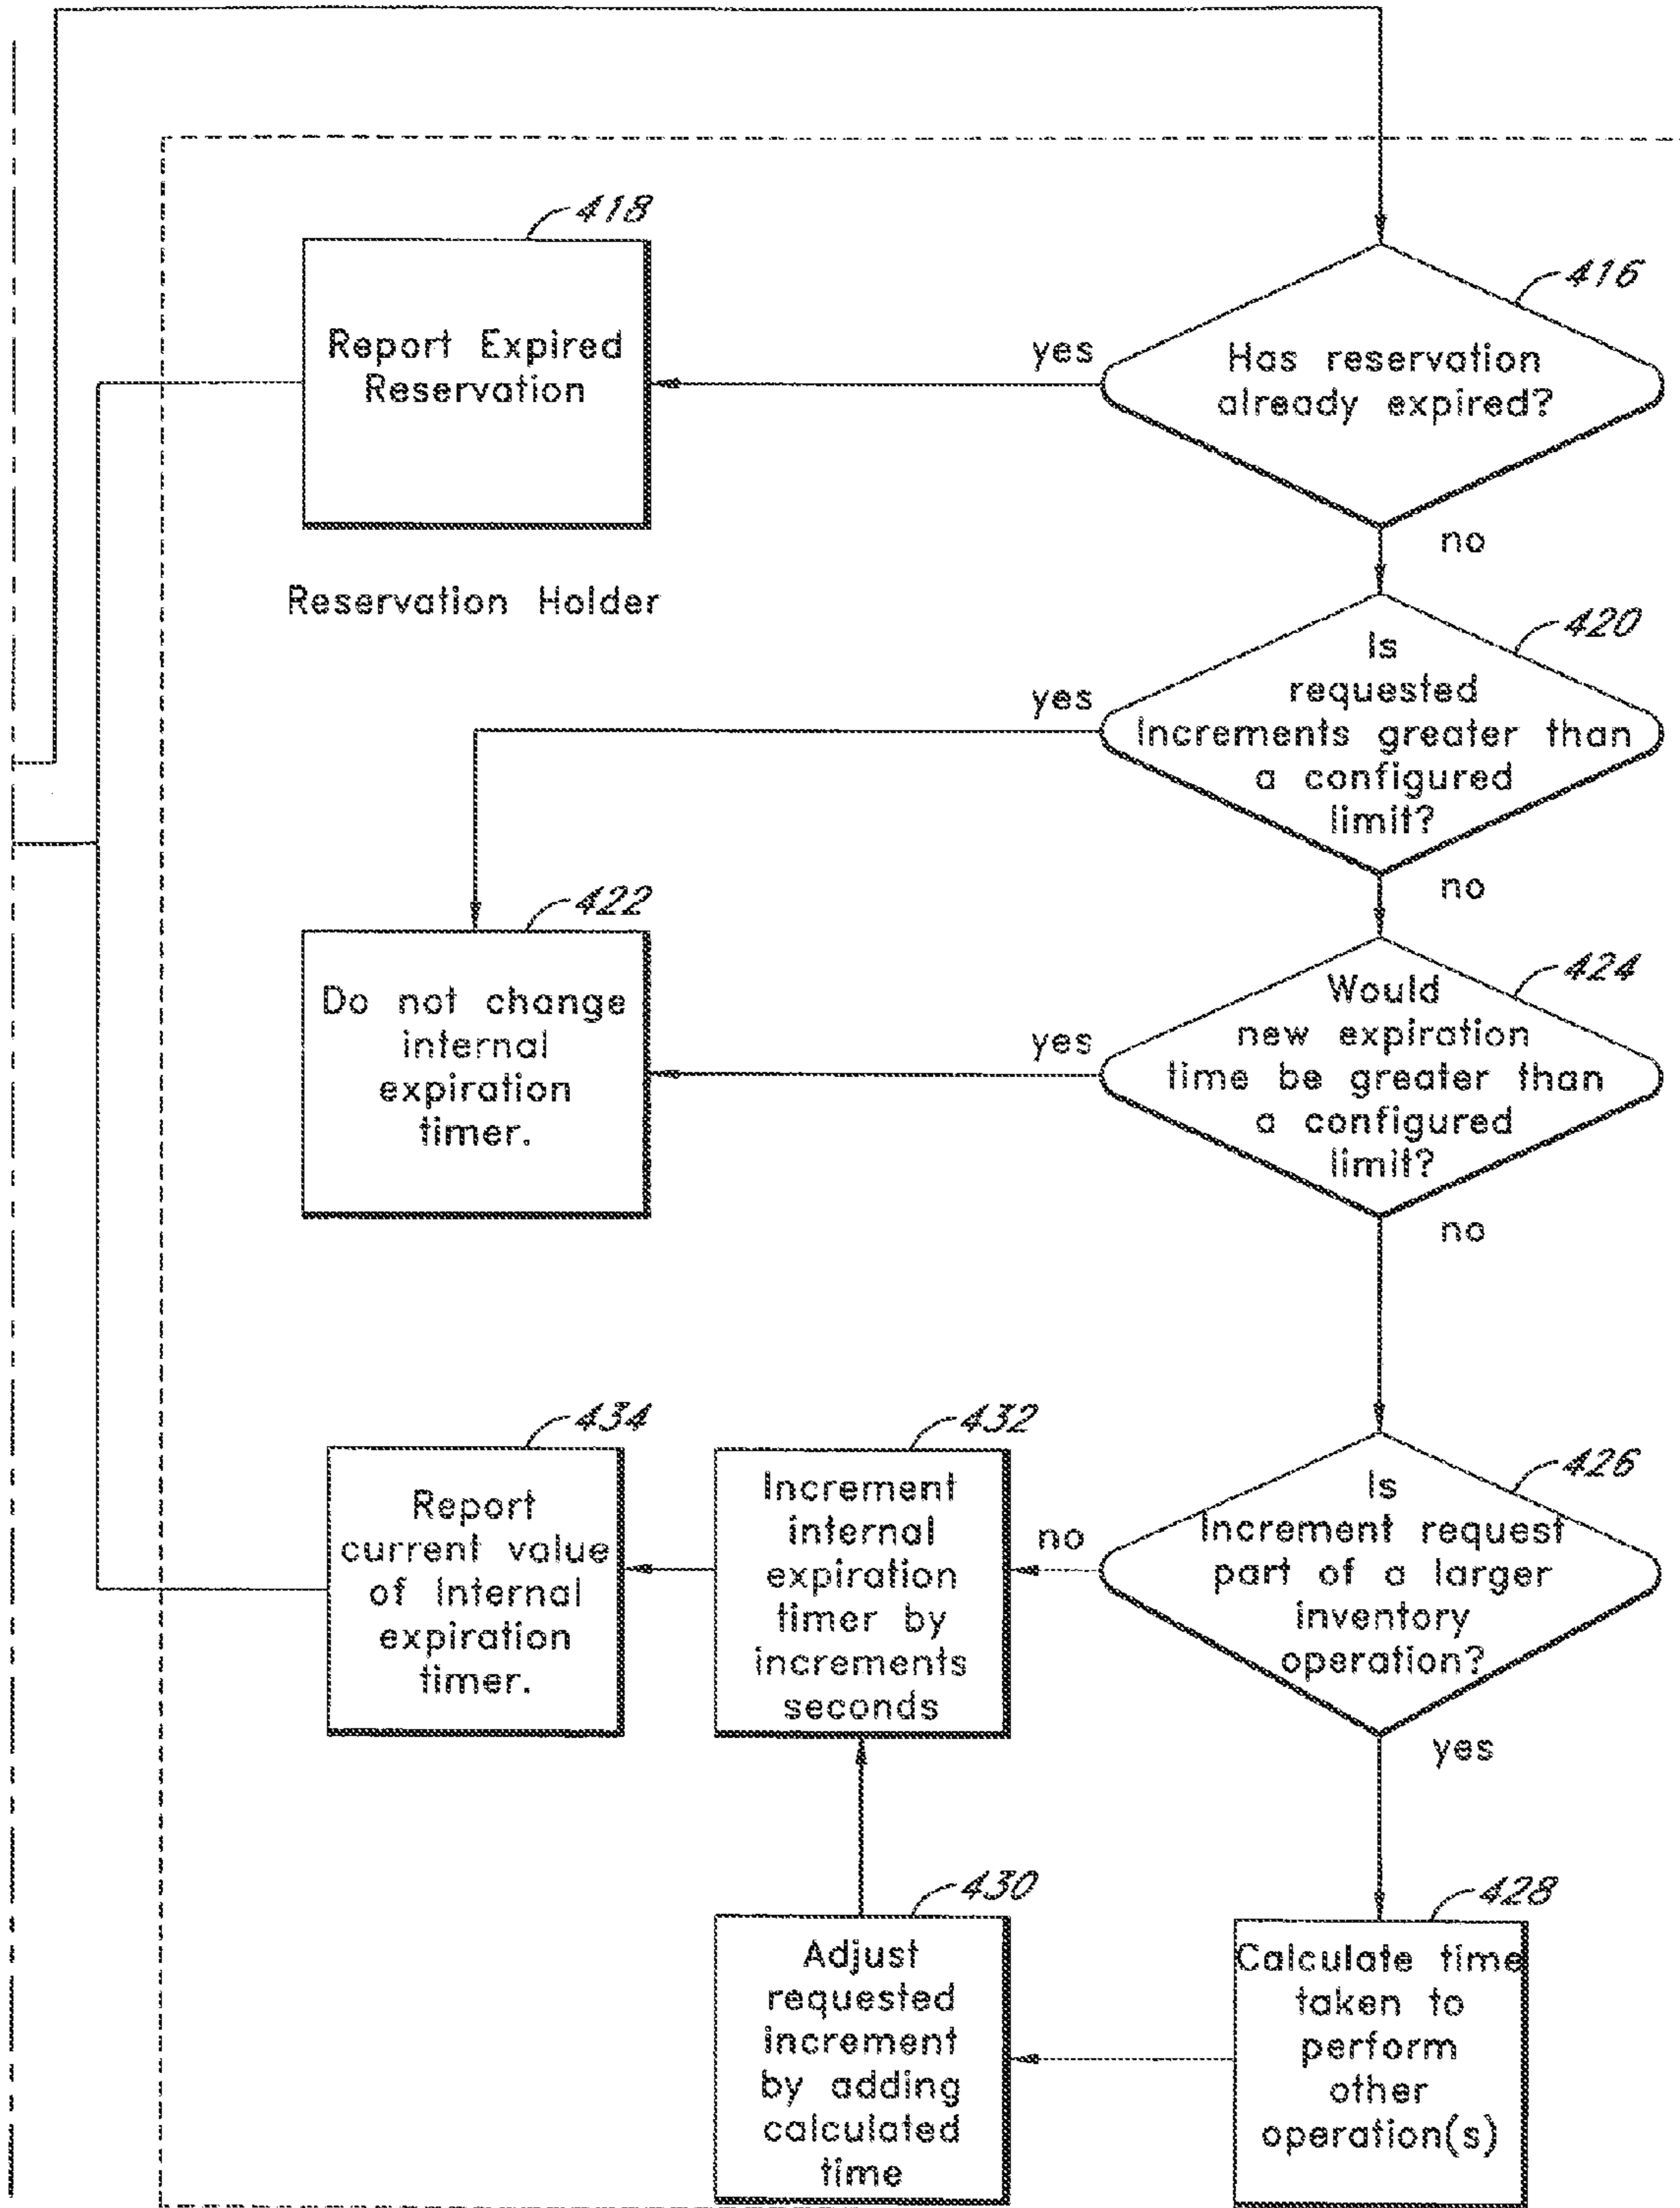 418
Report Expired
Reservation
416
Has reservation
already expired?
yes
no
Reservation Holder
420
Is
requested
Increments greater than
a configured
limit?
yes
no
422
Do not change
internal
expiration
timer.
424
Would
new expiration
time be greater than
a configured
limit?
yes
no
434
Report
current value
of Internal
expiration
timer.
432
Increment
internal
expiration
timer by
increments
seconds
no
426
Is
Increment request
part of a larger
inventory
operation?
yes
430
Adjust
requested
increment
by adding
calculated
time
428
Calculate time
taken to
perform
other
operation(s)